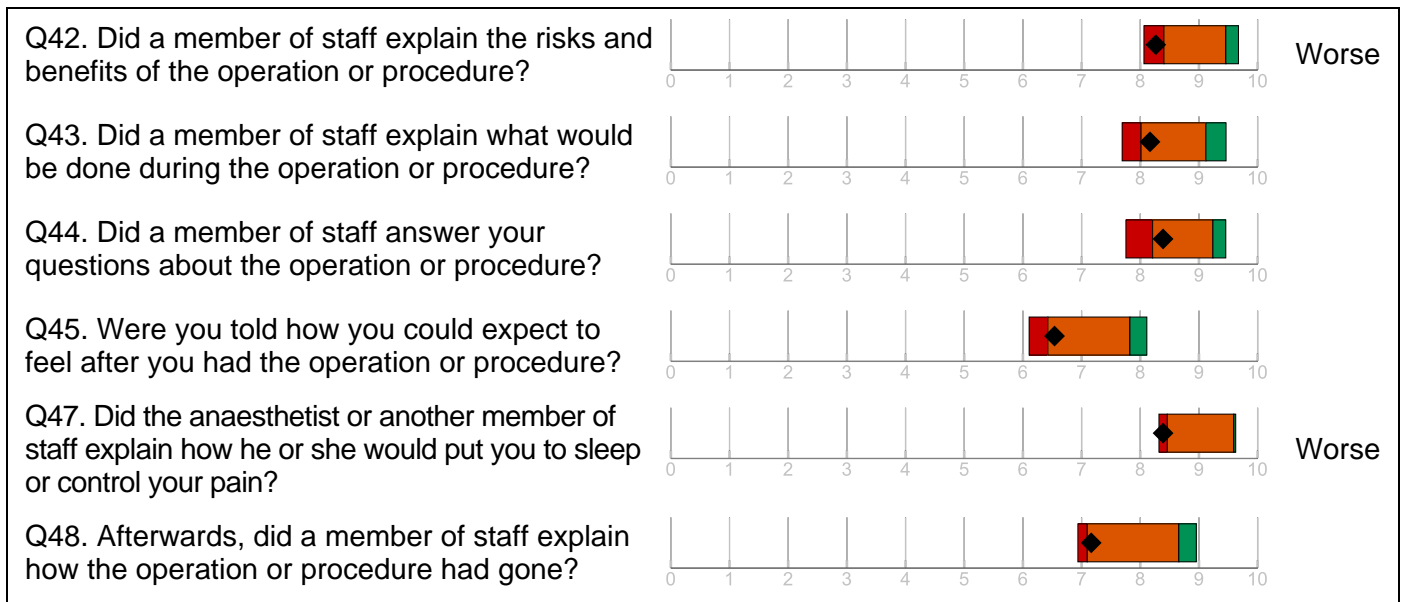 Q42. Did a member of staff explain the risks and
benefits of the operation or procedure?
Worse
0 1 2 3 4 5 6 7 8 9 10
Q43. Did a member of staff explain what would
be done during the operation or procedure?
0 1 2 3 4 5 6 7 8 9 10
Q44. Did a member of staff answer your
questions about the operation or procedure?
0 1 2 3 4 5 6 7 8 9 10
Q45. Were you told how you could expect to
feel after you had the operation or procedure?
0 1 2 3 4 5 6 7 8 9 10
Q47. Did the anaesthetist or another member of
staff explain how he or she would put you to sleep
or control your pain?
Worse
0 1 2 3 4 5 6 7 8 9 10
Q48. Afterwards, did a member of staff explain
how the operation or procedure had gone?
0 1 2 3 4 5 6 7 8 9 10